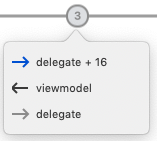 3
delegate + 16
viewmodel
delegate